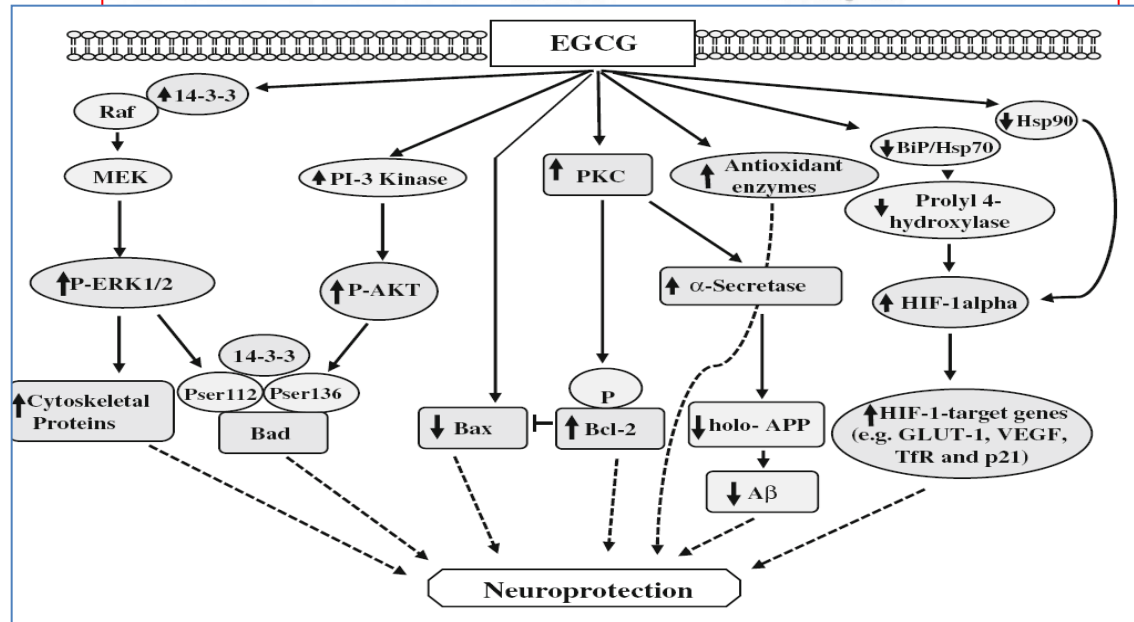 EGCG
14-3-3
Raf
Hsp90
BiP/Hsp70
MEK
PI-3 Kinase
PKC
Antioxidant
enzymes
Prolyl 4-
hydroxylase
P-ERK1/2
P-AKT
α-Secretase
HIF-1alpha
14-3-3
Pser112
Pser136
P
Cytoskeletal
Proteins
Bad
Bax
Bcl-2
holo- APP
HIF-1-target genes
(e.g. GLUT-1, VEGF,
TfR and p21)
Aβ
Neuroprotection